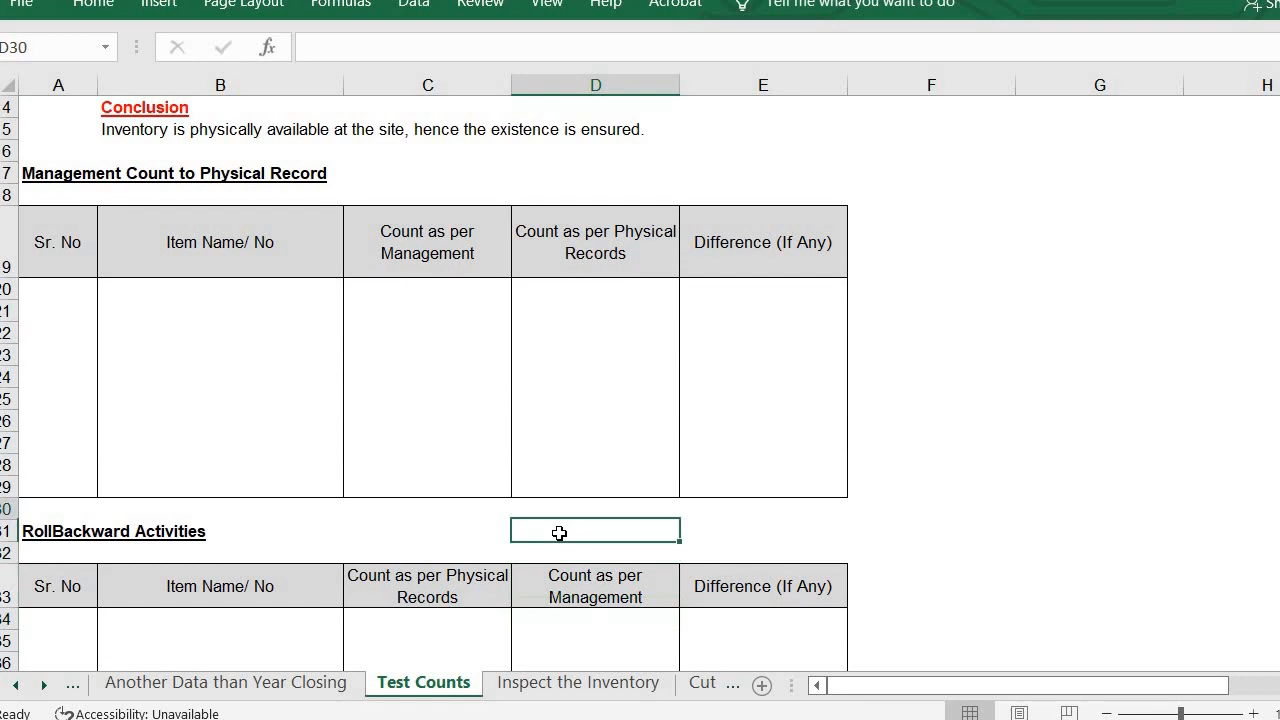 File Home Insert Page Layout Formulas Data Review View Help Acrobat Tell me what you want to do
D30 fx
A B C D E F G H
4 Conclusion
5 Inventory is physically available at the site, hence the existence is ensured.
6
7 Management Count to Physical Record
8
9 Sr. No Item Name/ No Count as per Management Count as per Physical Records Difference (If Any)
20
21
22
23
24
25
26
27
28
29
30
31 RollBackward Activities
32
33 Sr. No Item Name/ No Count as per Physical Records Count as per Management Difference (If Any)
34
35
36
... Another Data than Year Closing Test Counts Inspect the Inventory Cut ...
Ready Accessibility: Unavailable